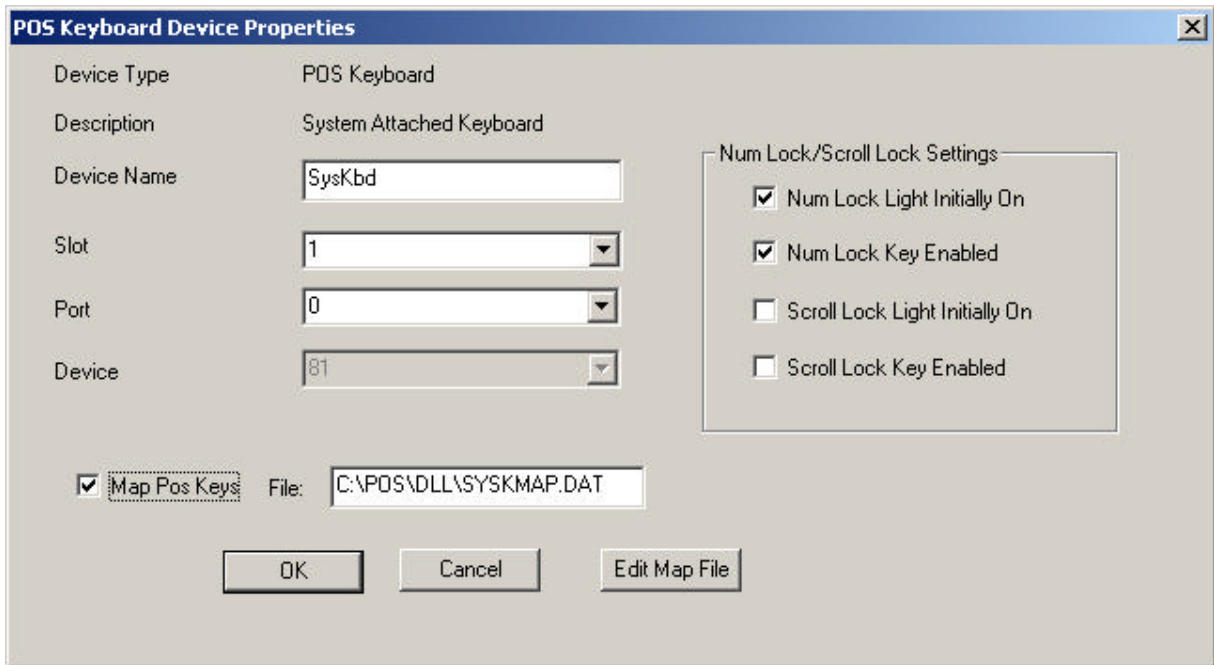 POS Keyboard Device Properties
Device Type POS Keyboard
Description System Attached Keyboard
Device Name SysKbd
Slot 1
Port 0
Device 81
Num Lock/Scroll Lock Settings
Num Lock Light Initially On
Num Lock Key Enabled
Scroll Lock Light Initially On
Scroll Lock Key Enabled
Map Pos Keys File: C:\POS\DLL\SYSKMAP.DAT
OK Cancel Edit Map File